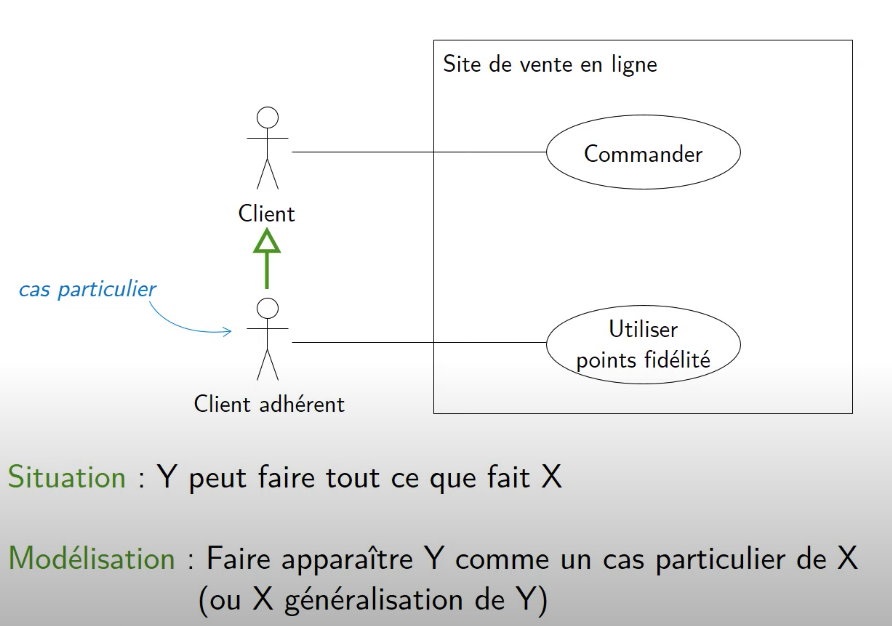 Site de vente en ligne
Commander
Client
cas particulier
Utiliser
points fidélité
Client adhérent
Situation : Y peut faire tout ce que fait X
Modélisation : Faire apparaître Y comme un cas particulier de X
(ou X généralisation de Y)